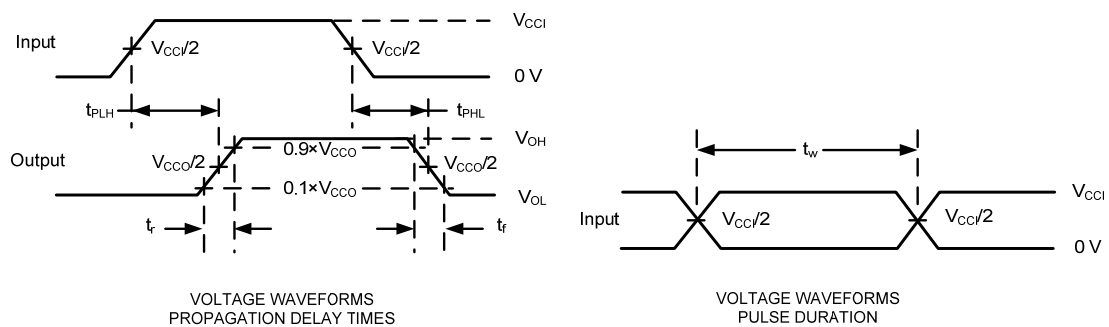 Input
VCCI/2
VCCI/2
VCCI
0 V
tPLH
tPHL
Output
VCCO/2
0.9×VCCO
0.1×VCCO
VCCO/2
VOH
VOL
tr
tf
VOLTAGE WAVEFORMS
PROPAGATION DELAY TIMES
tw
Input
VCCI/2
VCCI/2
VCCI
0 V
VOLTAGE WAVEFORMS
PULSE DURATION